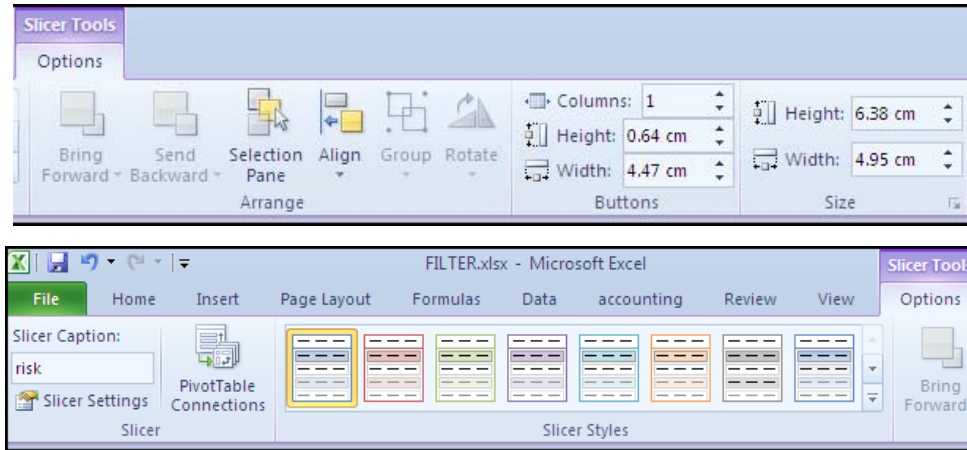 Slicer Tools
Options
Columns: 1
Height: 0.64 cm
Width: 4.47 cm
Height: 6.38 cm
Width: 4.95 cm
Bring Forward
Send Backward
Selection Pane
Align
Group
Rotate
Arrange
Buttons
Size
FILTER.xlsx - Microsoft Excel
Slicer Tools
File Home Insert Page Layout Formulas Data accounting Review View Options
Slicer Caption:
risk
Slicer Settings
PivotTable
Connections
Bring
Forward
Slicer
Slicer Styles